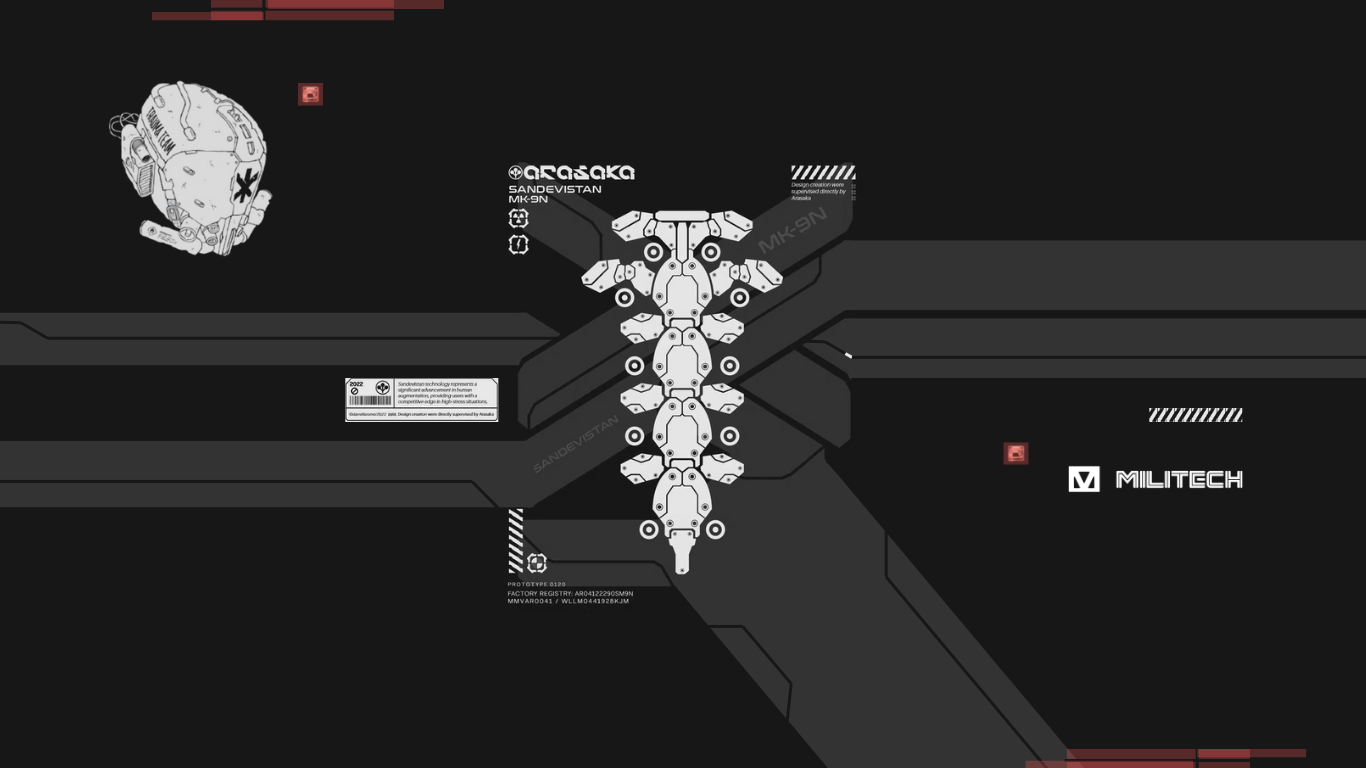 TRAUMA TEAM
arasaka
SANDEVISTAN
MK-9N
Design creation were
supervised directly by
Arasaka
MK-9N
2022
Sandevistan technology represents a
significant advancement in human
augmentation, providing users with a
competitive edge in high-stress situations.
Design creation were directly supervised by Arasaka
SANDEVISTAN
MILITECH
PROTOTYPE 0120
FACTORY REGISTRY: AR04122290SM9N
MMVAR0041 / WLLM0441928KJM